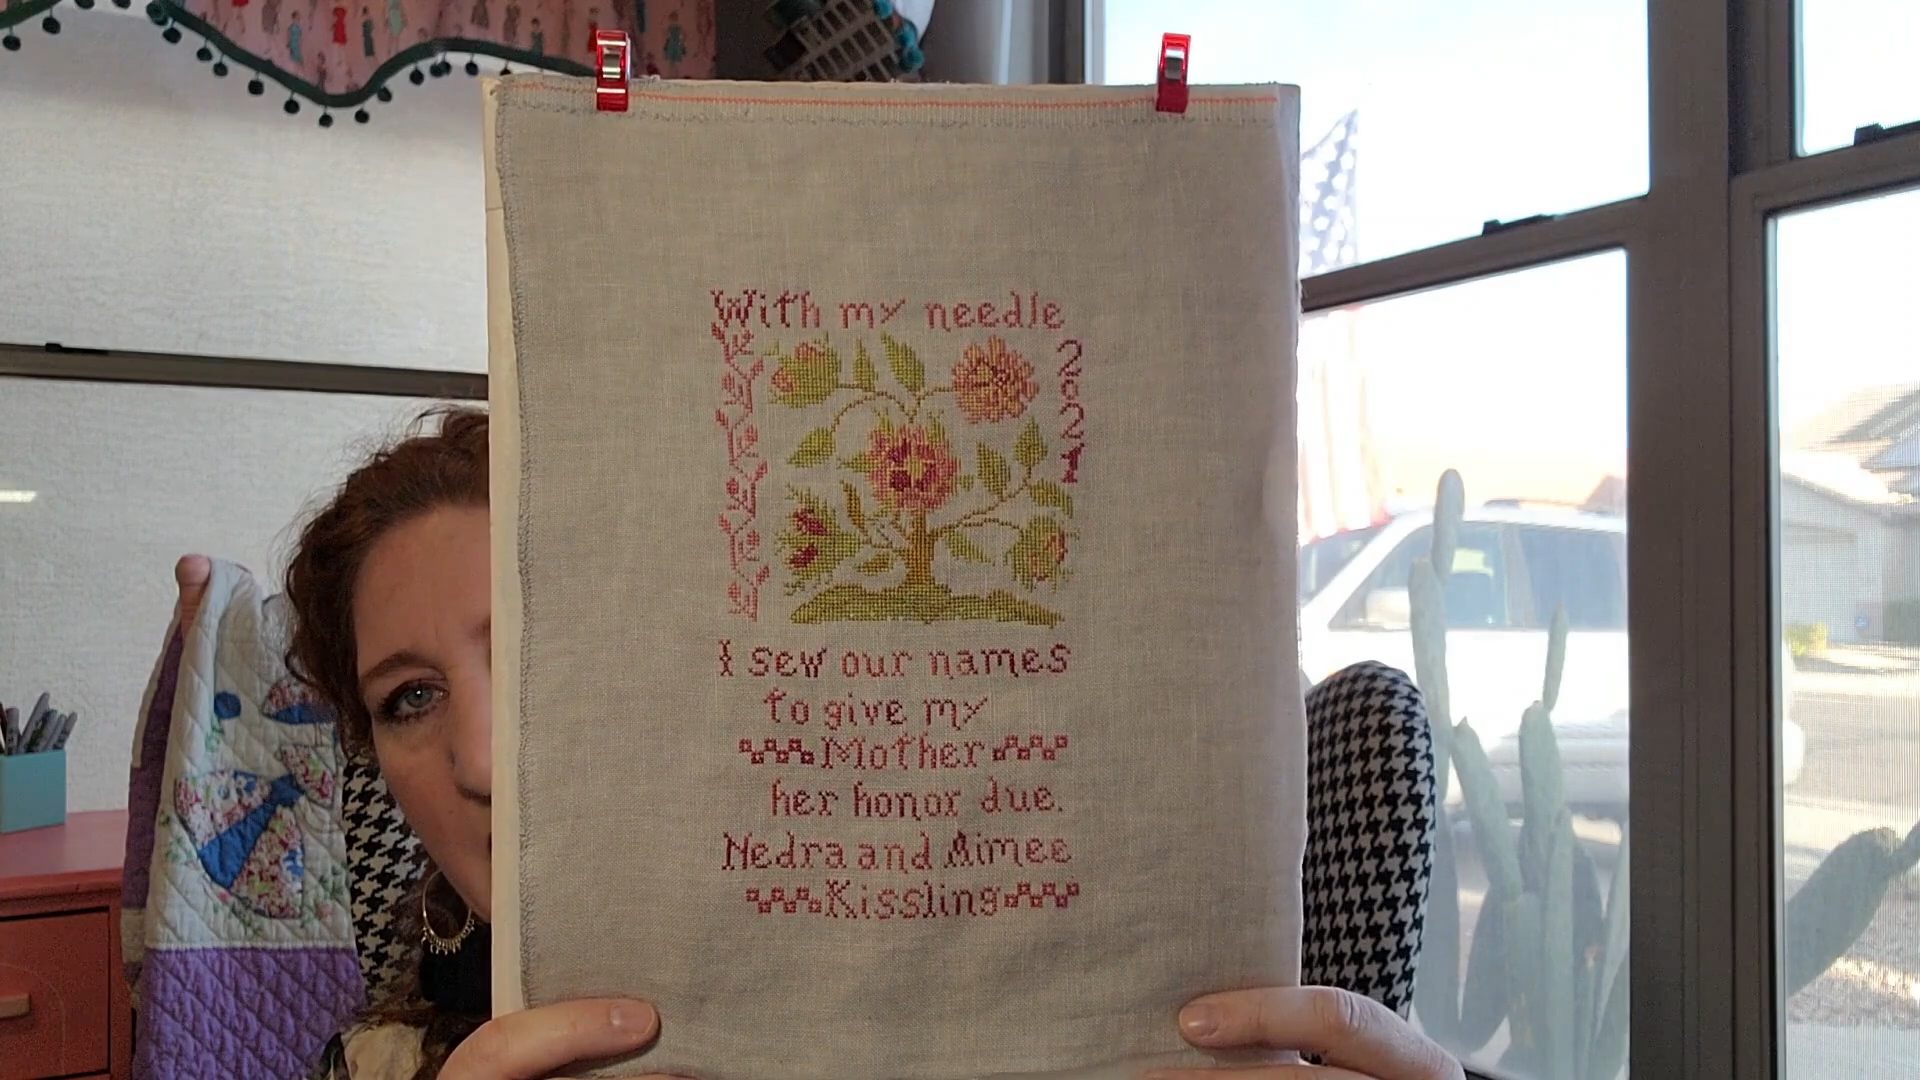 With my needle
2021
I sew our names
to give my
Mother
her honor due.
Nedra and Aimee
Kissling